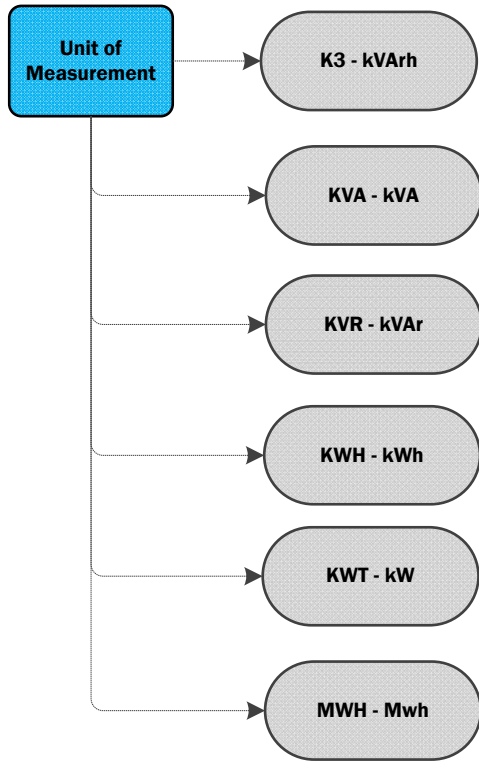 Unit of
Measurement
K3 - kVArh
KVA - kVA
KVR - kVAr
KWH - kWh
KWT - kW
MWH - Mwh